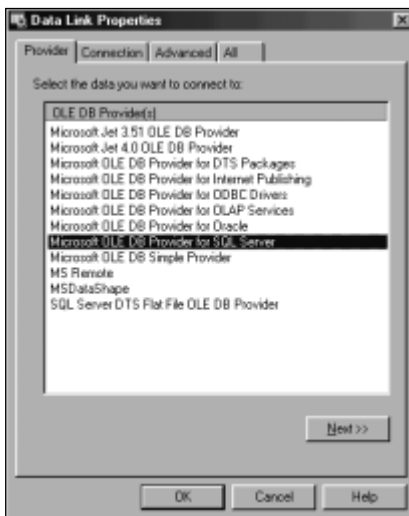 Data Link Properties
Provider Connection Advanced All
Select the data you want to connect to:
OLE DB Provider(s)
Microsoft Jet 3.51 OLE DB Provider
Microsoft Jet 4.0 OLE DB Provider
Microsoft OLE DB Provider for DTS Packages
Microsoft OLE DB Provider for Internet Publishing
Microsoft OLE DB Provider for ODBC Drivers
Microsoft OLE DB Provider for OLAP Services
Microsoft OLE DB Provider for Oracle
Microsoft OLE DB Provider for SQL Server
Microsoft OLE DB Simple Provider
MS Remote
MSDataShape
SQL Server DTS Flat File OLE DB Provider
Next >>
OK Cancel Help